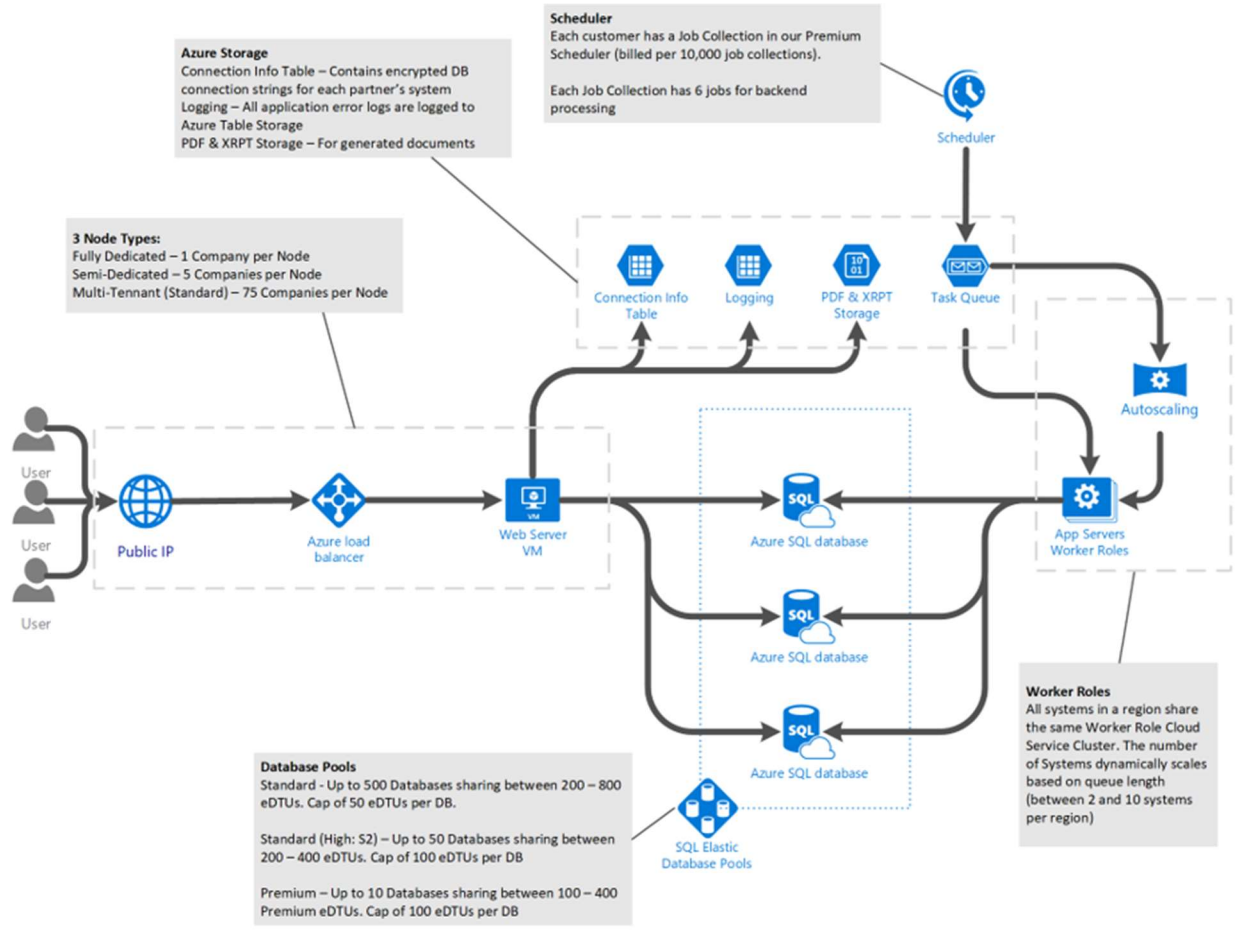 Scheduler
Each customer has a Job Collection in our Premium
Scheduler (billed per 10,000 job collections).
Each Job Collection has 6 jobs for backend
processing
Azure Storage
Connection Info Table – Contains encrypted DB
connection strings for each partner's system
Logging – All application error logs are logged to
Azure Table Storage
PDF & XRPT Storage – For generated documents
Scheduler
3 Node Types:
Fully Dedicated – 1 Company per Node
Semi-Dedicated – 5 Companies per Node
Multi-Tennant (Standard) – 75 Companies per Node
Connection Info
Table
Logging
10
01
PDF & XRPT
Storage
Task Queue
Autoscaling
User
User
User
Public IP
Azure load
balancer
VM
Web Server
VM
SQL
Azure SQL database
SQL
Azure SQL database
SQL
Azure SQL database
App Servers
Worker Roles
Worker Roles
All systems in a region share
the same Worker Role Cloud
Service Cluster. The number
of Systems dynamically scales
based on queue length
(between 2 and 10 systems
per region)
Database Pools
Standard - Up to 500 Databases sharing between 200 – 800
eDTUs. Cap of 50 eDTUs per DB.
Standard (High: S2) – Up to 50 Databases sharing between
200 – 400 eDTUs. Cap of 100 eDTUs per DB
Premium – Up to 10 Databases sharing between 100 – 400
Premium eDTUs. Cap of 100 eDTUs per DB
SQL Elastic
Database Pools